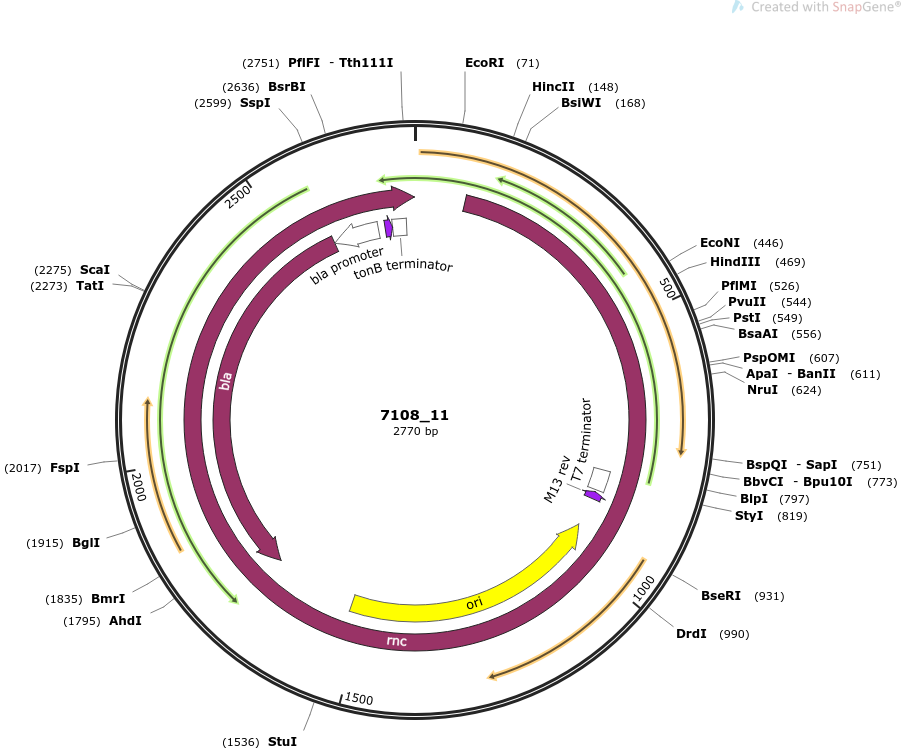 Created with SnapGene®
(2751) PflFI - Tth111I
EcoRI (71)
(2636) BsrBI
HincII (148)
(2599) SspI
BsiWI (168)
2500
bla promoter
tonB terminator
EcoNI (446)
HindIII (469)
500
(2275) ScaI
(2273) TatI
PflMI (526)
PvuII (544)
PstI (549)
BsaAI (556)
PspOMI (607)
ApaI - BanII (611)
NruI (624)
bla
7108_11
2770 bp
T7 terminator
M13 rev
(2017) FspI
2000
BspQI - SapI (751)
BbvCI - Bpu10I (773)
BlpI (797)
StyI (819)
(1915) BglI
(1835) BmrI
(1795) AhdI
BseRI (931)
1000
DrdI (990)
ori
rnc
1500
(1536) StuI